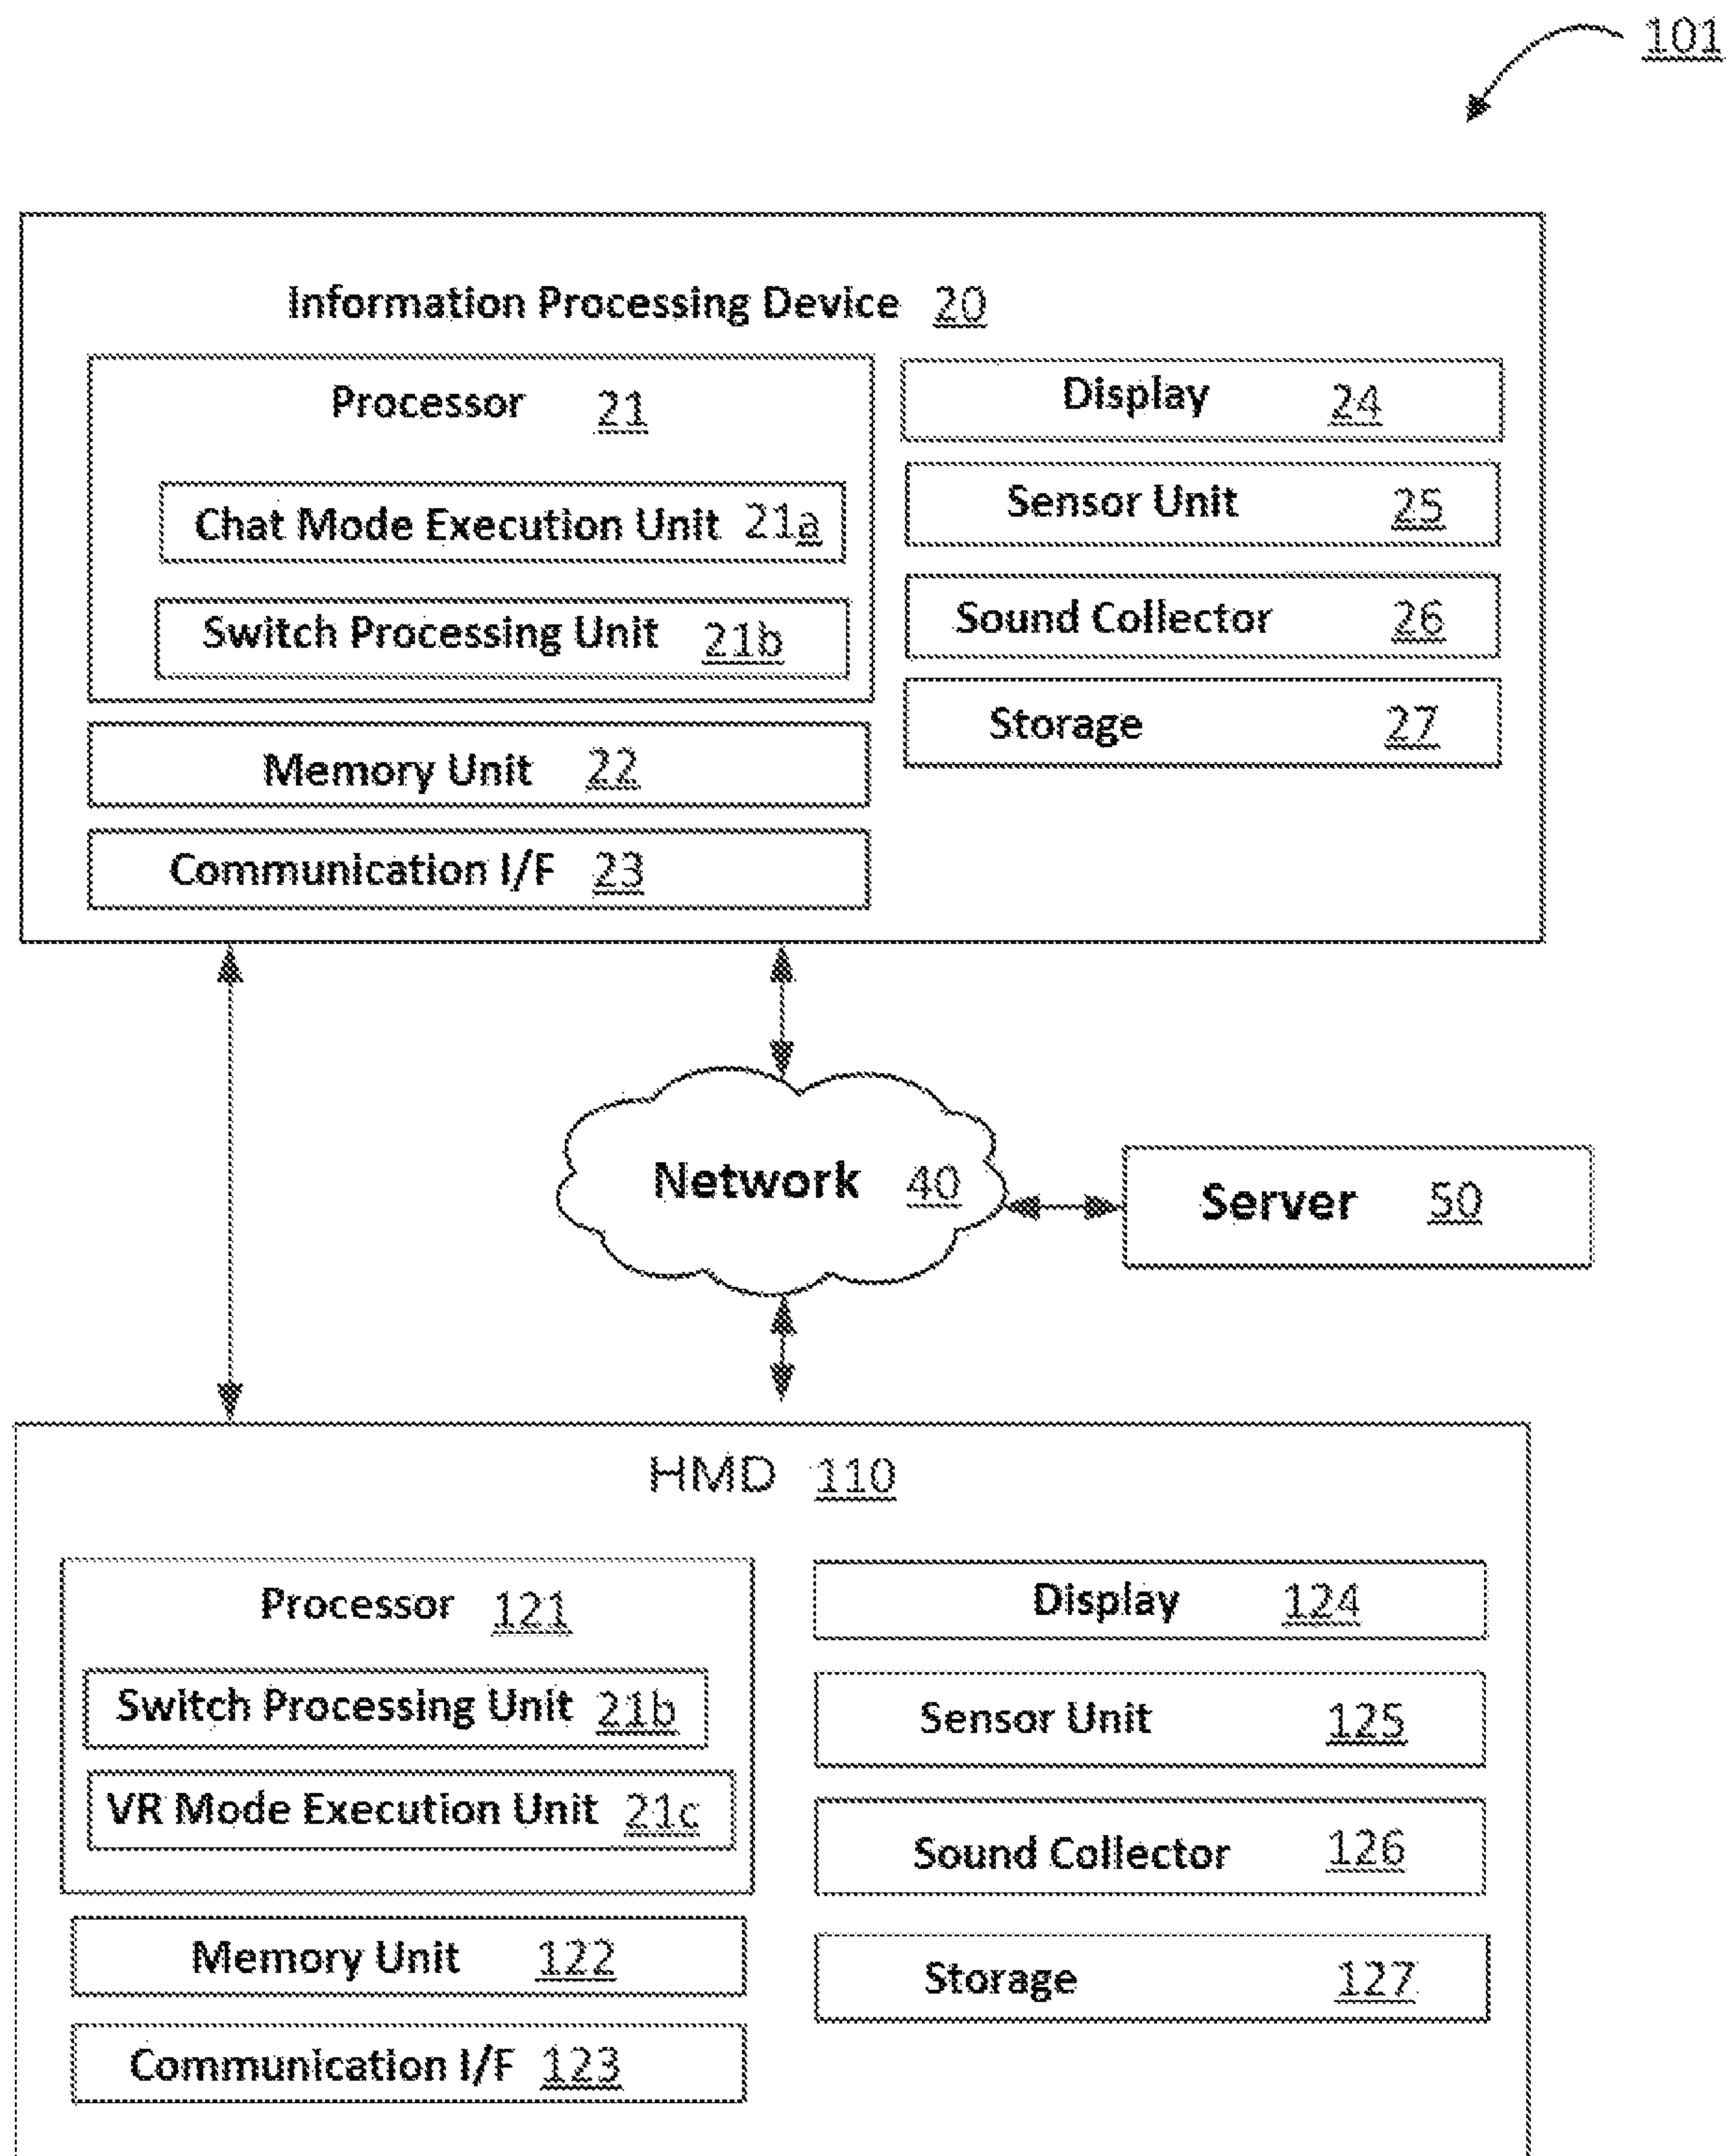 101
Information Processing Device 20
Processor 21
Chat Mode Execution Unit 21a
Switch Processing Unit 21b
Memory Unit 22
Communication I/F 23
Display 24
Sensor Unit 25
Sound Collector 26
Storage 27
Network 40
Server 50
HMD 110
Processor 121
Switch Processing Unit 21b
VR Mode Execution Unit 21c
Memory Unit 122
Communication I/F 123
Display 124
Sensor Unit 125
Sound Collector 126
Storage 127